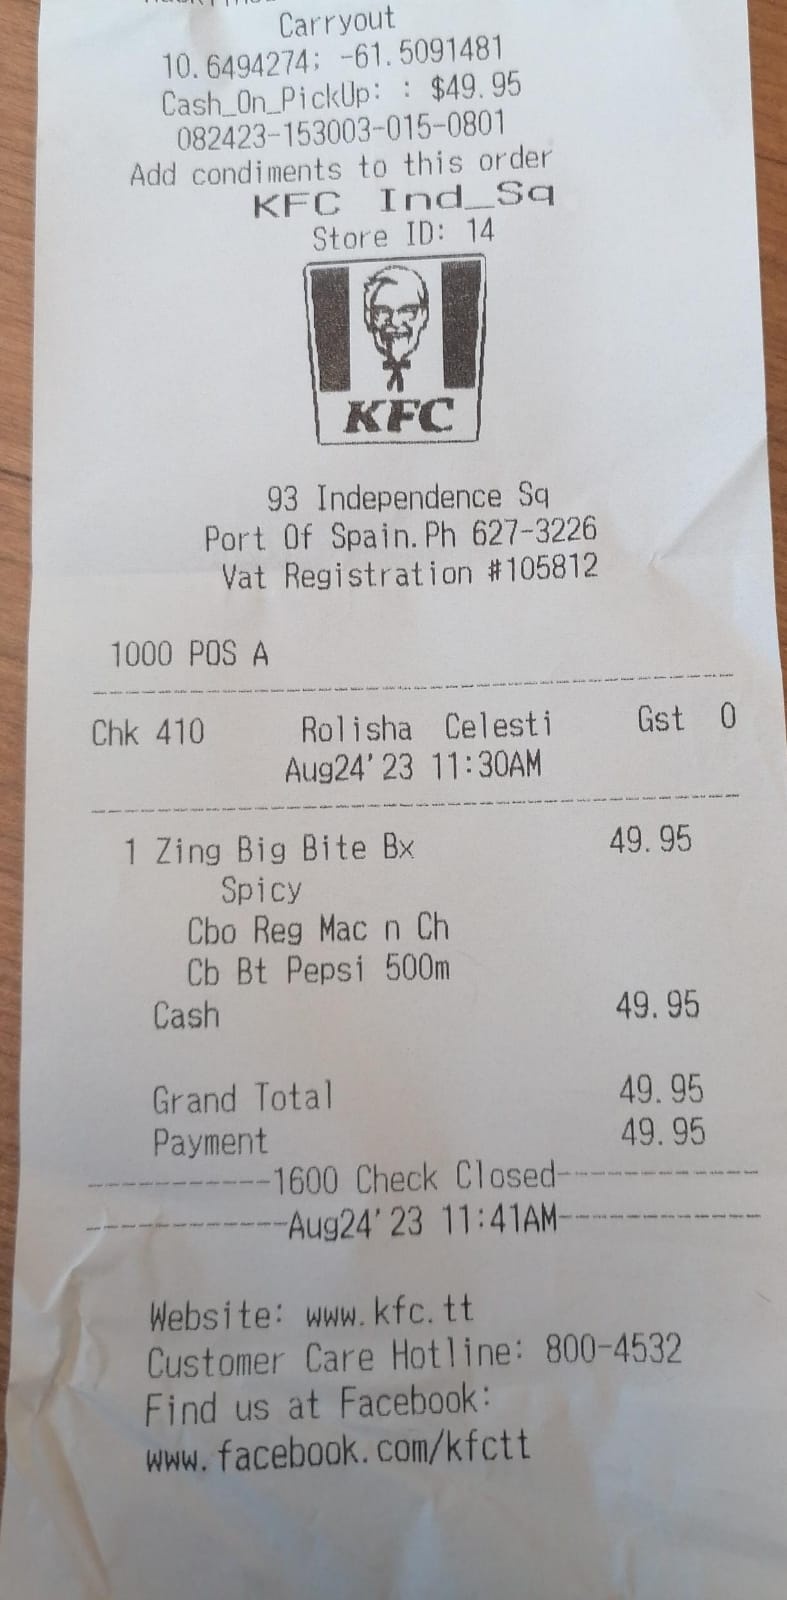 Carryout
10.6494274; -61.5091481
Cash_On_PickUp: : $49.95
082423-153003-015-0801
Add condiments to this order
KFC Ind_Sq
Store ID: 14
KFC
93 Independence Sq
Port Of Spain.Ph 627-3226
Vat Registration #105812
1000 POS A
Chk 410 Rolisha Celesti Gst 0
Aug24'23 11:30AM
1 Zing Big Bite Bx 49.95
Spicy
Cbo Reg Mac n Ch
Cb Bt Pepsi 500m
Cash 49.95
Grand Total 49.95
Payment 49.95
-----------1600 Check Closed------------
------------Aug24'23 11:41AM------------
Website: www.kfc.tt
Customer Care Hotline: 800-4532
Find us at Facebook:
www.facebook.com/kfctt